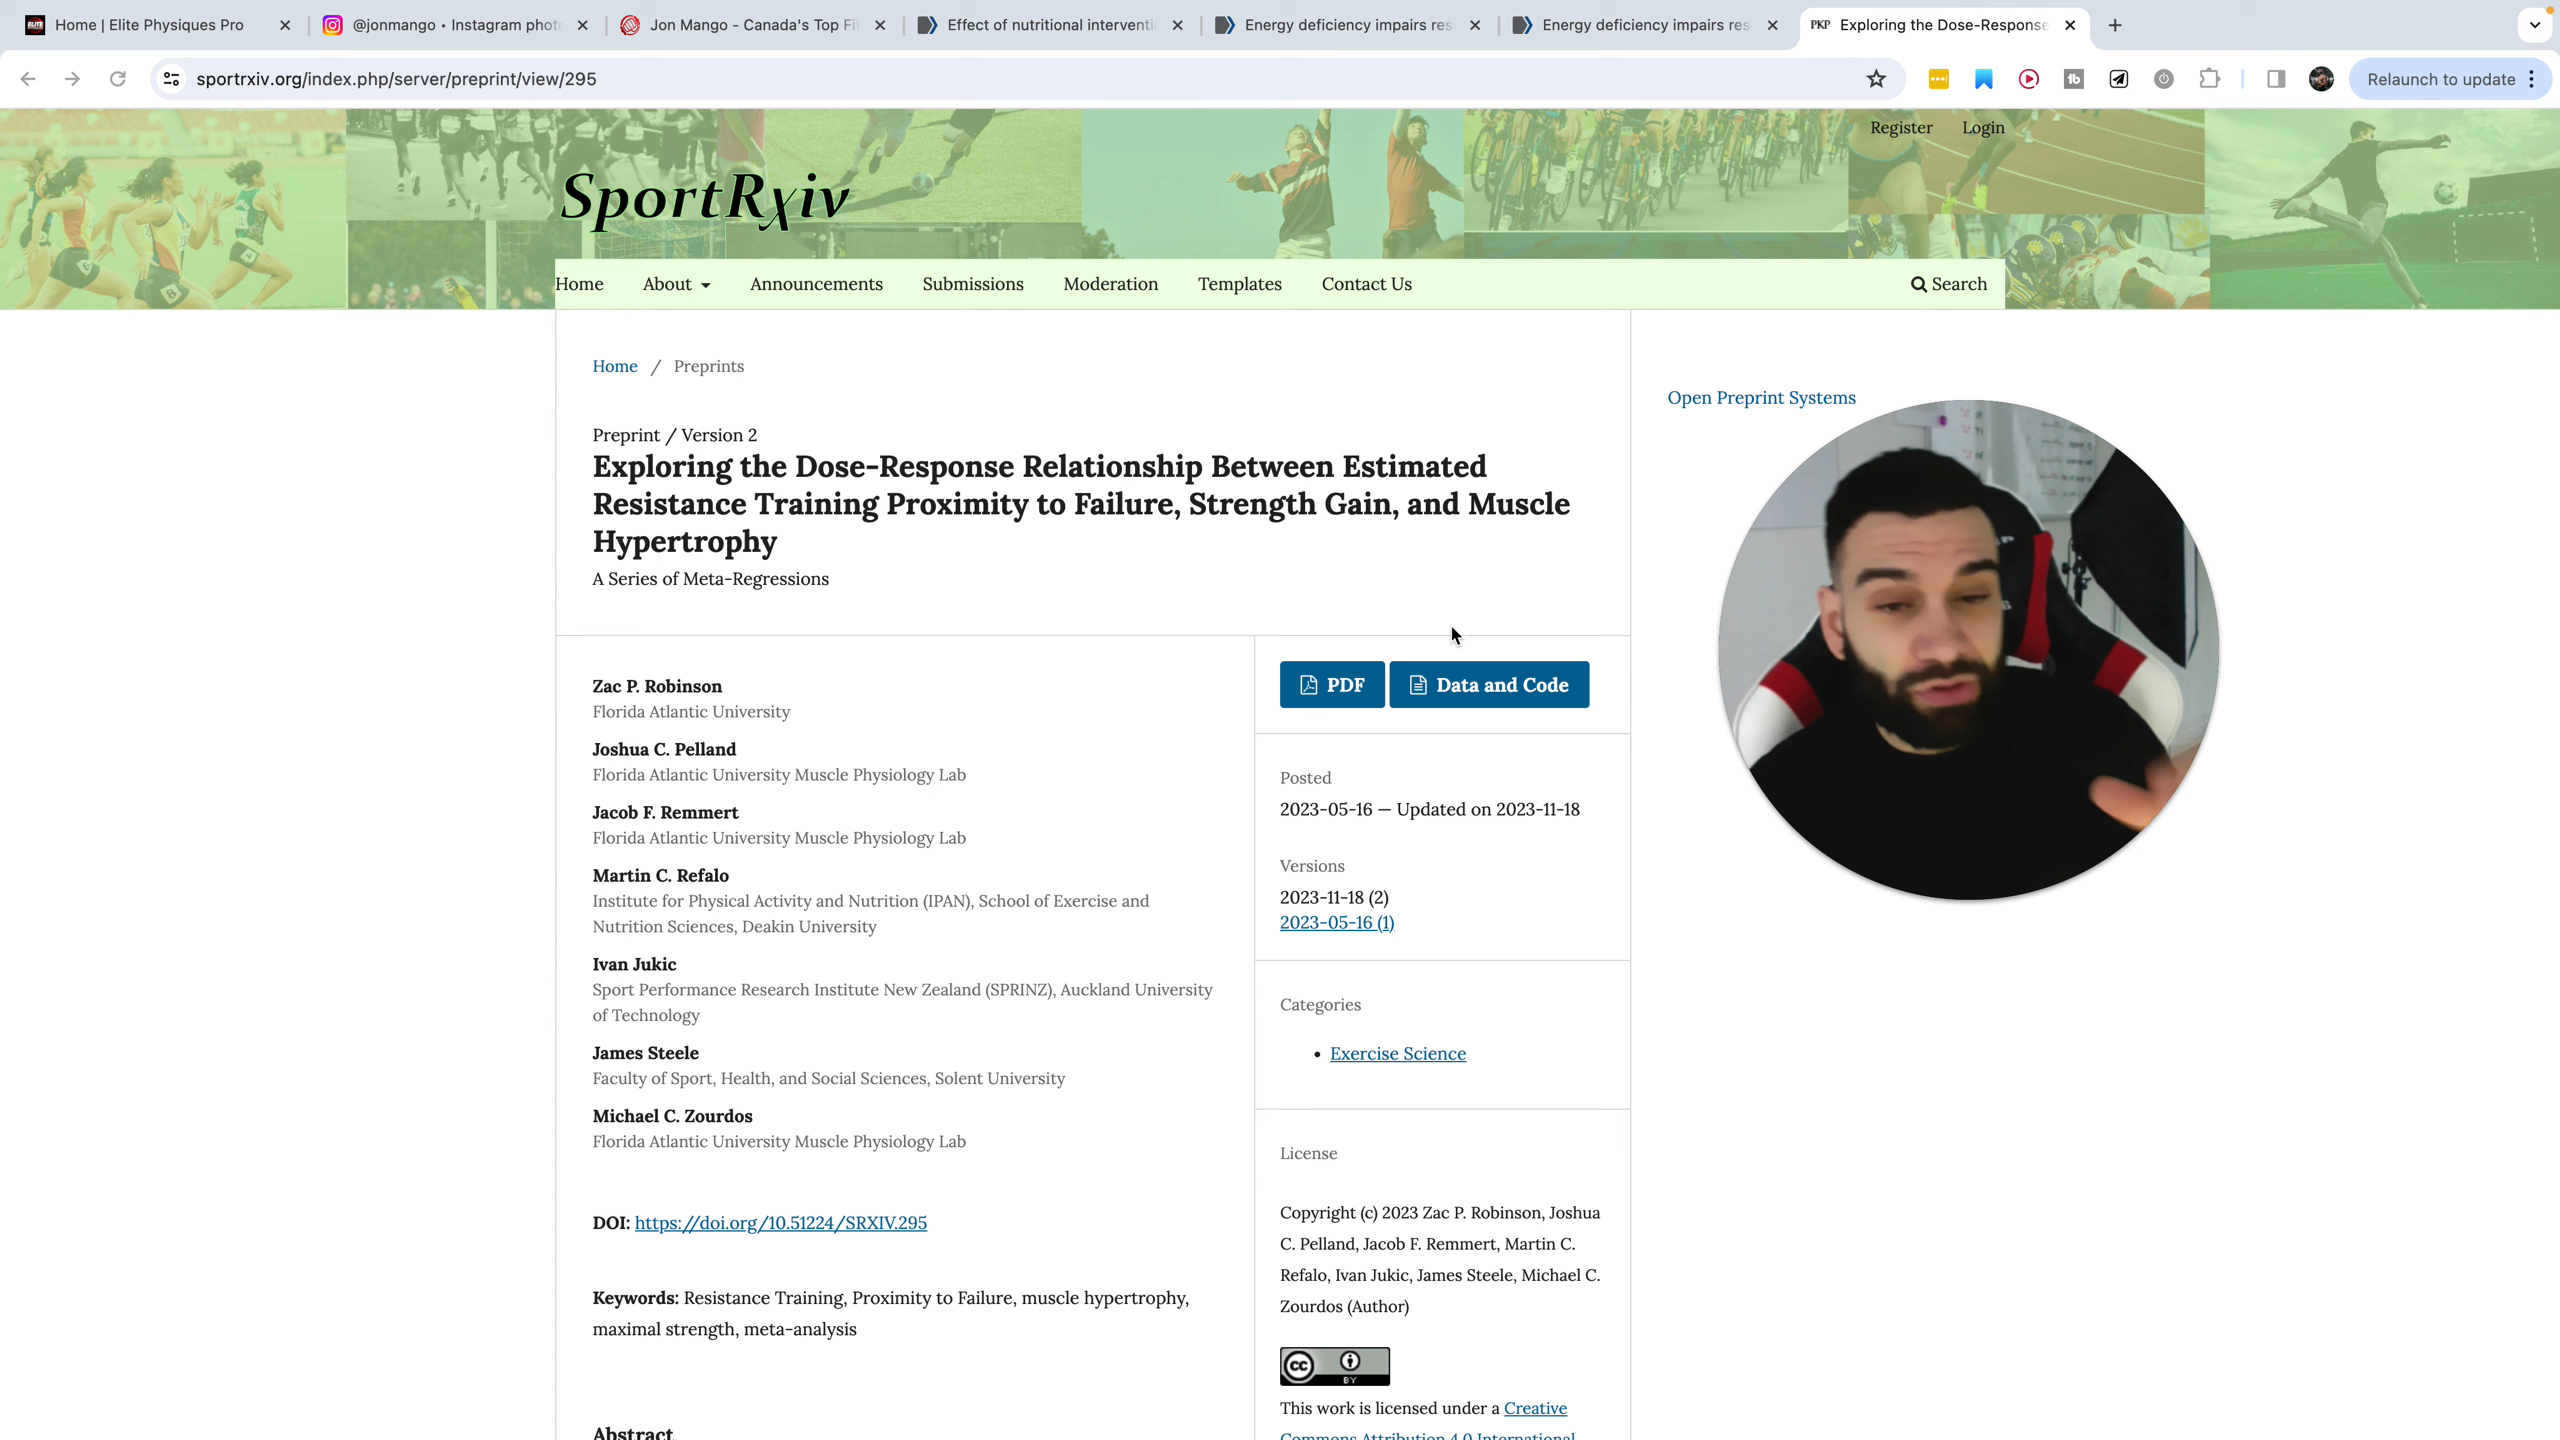 Home | Elite Physiques Pro
@jonmango • Instagram phot
Jon Mango - Canada's Top Fi
Effect of nutritional interventi
Energy deficiency impairs res
Energy deficiency impairs res
PKP Exploring the Dose-Response
sportrxiv.org/index.php/server/preprint/view/295
Relaunch to update
Register Login
SportRχiv
Home About Announcements Submissions Moderation Templates Contact Us Search
Home / Preprints
Open Preprint Systems
Preprint / Version 2
Exploring the Dose-Response Relationship Between Estimated
Resistance Training Proximity to Failure, Strength Gain, and Muscle
Hypertrophy
A Series of Meta-Regressions
Zac P. Robinson
Florida Atlantic University
Joshua C. Pelland
Florida Atlantic University Muscle Physiology Lab
Jacob F. Remmert
Florida Atlantic University Muscle Physiology Lab
Martin C. Refalo
Institute for Physical Activity and Nutrition (IPAN), School of Exercise and
Nutrition Sciences, Deakin University
Ivan Jukic
Sport Performance Research Institute New Zealand (SPRINZ), Auckland University
of Technology
James Steele
Faculty of Sport, Health, and Social Sciences, Solent University
Michael C. Zourdos
Florida Atlantic University Muscle Physiology Lab
DOI: https://doi.org/10.51224/SRXIV.295
Keywords: Resistance Training, Proximity to Failure, muscle hypertrophy,
maximal strength, meta-analysis
Abstract
PDF Data and Code
Posted
2023-05-16 — Updated on 2023-11-18
Versions
2023-11-18 (2)
2023-05-16 (1)
Categories
• Exercise Science
License
Copyright (c) 2023 Zac P. Robinson, Joshua
C. Pelland, Jacob F. Remmert, Martin C.
Refalo, Ivan Jukic, James Steele, Michael C.
Zourdos (Author)
cc BY
This work is licensed under a Creative
Commons Attribution 4.0 International